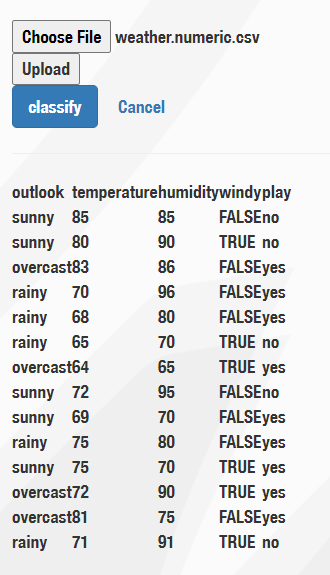 Choose File weather.numeric.csv
Upload
classify Cancel
outlook temperature humidity windy play
sunny 85 85 FALSE no
sunny 80 90 TRUE no
overcast 83 86 FALSE yes
rainy 70 96 FALSE yes
rainy 68 80 FALSE yes
rainy 65 70 TRUE no
overcast 64 65 TRUE yes
sunny 72 95 FALSE no
sunny 69 70 FALSE yes
rainy 75 80 FALSE yes
sunny 75 70 TRUE yes
overcast 72 90 TRUE yes
overcast 81 75 FALSE yes
rainy 71 91 TRUE no